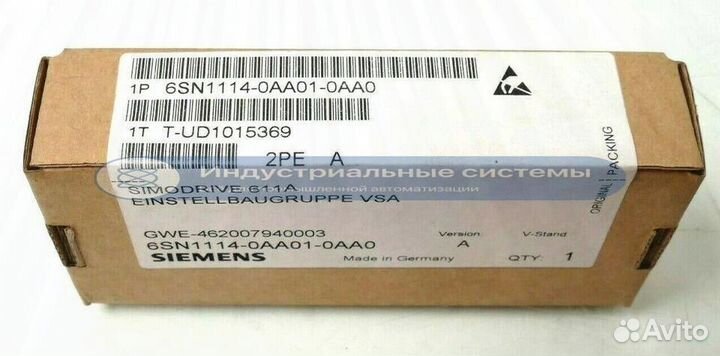 1P 6SN1114-0AA01-0AA0
1T T-UD1015369
2PE A
Индустриальные системы
SIMODRIVE 611A
EINSTELLBAUGRUPPE VSA
GWE-462007940003
6SN1114-0AA01-0AA0
SIEMENS
Version
A
V-Stand
Made in Germany
QTY: 1
ORIGINAL PACKING
Avito